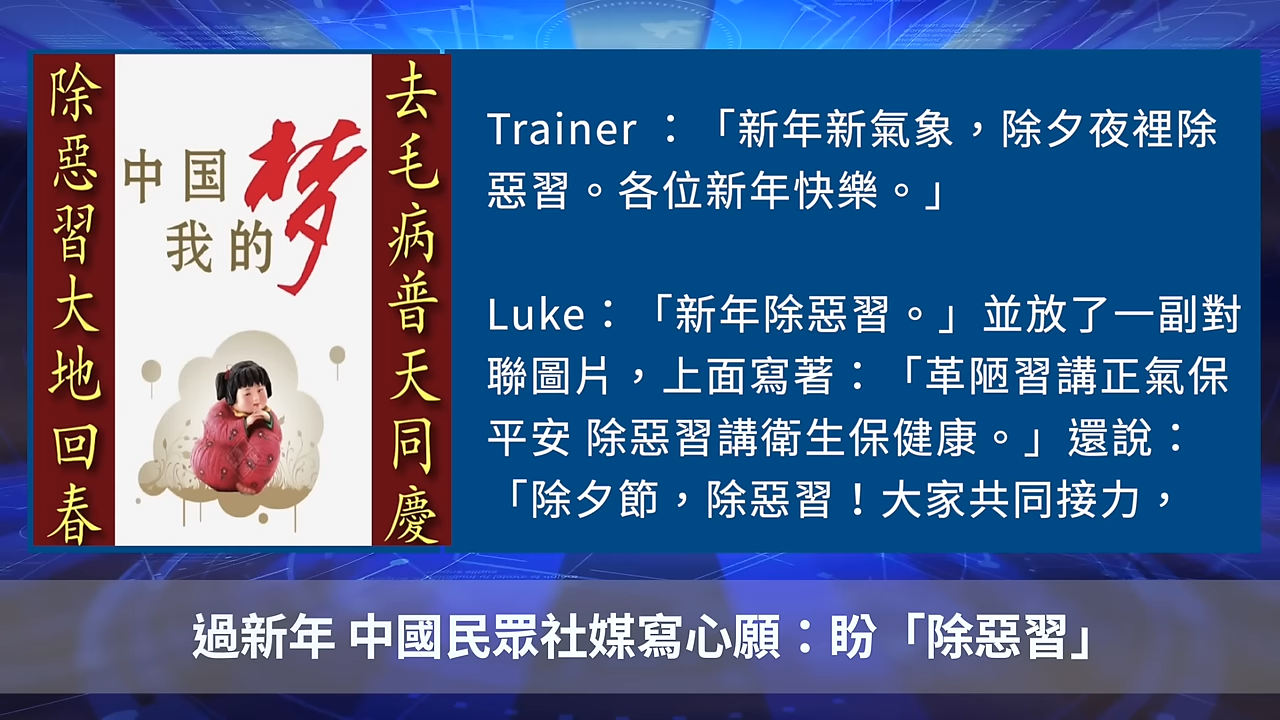 除惡習大地回春
中国梦
我的
去毛病普天同慶
Trainer ：「新年新氣象，除夕夜裡除
惡習。各位新年快樂。」
Luke：「新年除惡習。」並放了一副對
聯圖片，上面寫著：「革陋習講正氣保
平安 除惡習講衛生保健康。」還說：
「除夕節，除惡習！大家共同接力，
過新年 中國民眾社媒寫心願：盼「除惡習」